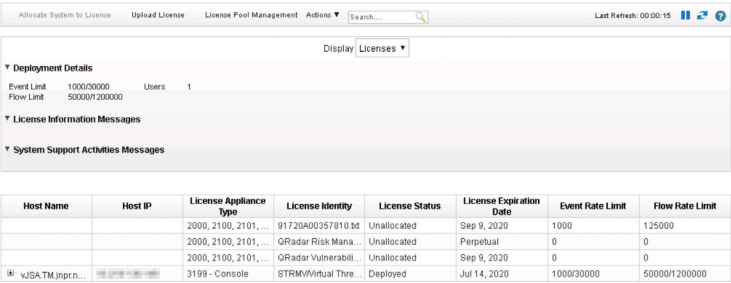 Allocate System to License Upload License License Pool Management Actions ▼ Search.... Last Refresh: 00:00:15
Display Licenses ▼
▼ Deployment Details
Event Limit 1000/30000 Users 1
Flow Limit 50000/1200000
▼ License Information Messages
▼ System Support Activities Messages
Host Name Host IP License Appliance Type License Identity License Status License Expiration Date Event Rate Limit Flow Rate Limit
2000, 2100, 2101, ... 91720A00357810.txt Unallocated Sep 9, 2020 1000 125000
2000, 2100, 2101, ... QRadar Risk Mana... Unallocated Perpetual 0 0
2000, 2100, 2101, ... QRadar Vulnerabili... Unallocated Sep 9, 2020 0 0
vJSA.TM.jnpr.n... 3199 - Console STRMV/Virtual Thre... Deployed Jul 14, 2020 1000/30000 50000/1200000